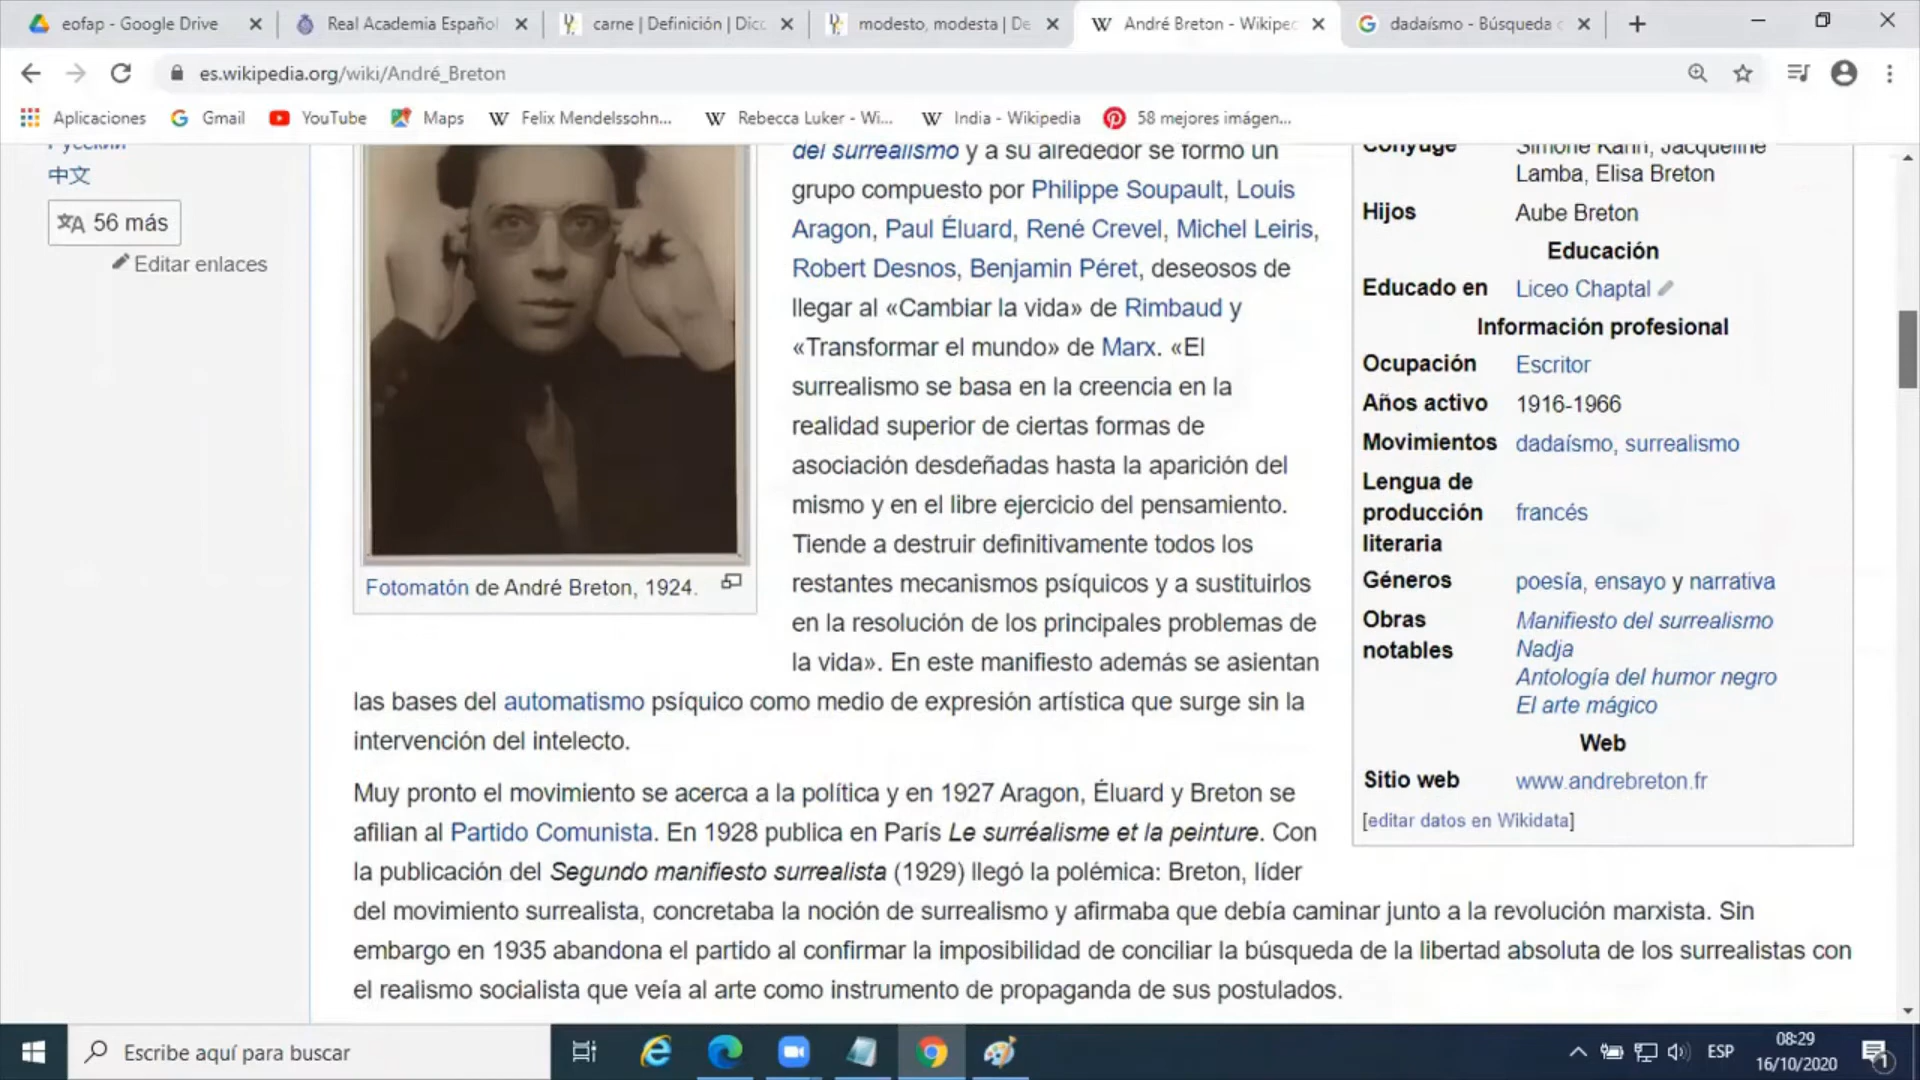 eofap - Google Drive
Real Academia Español
carne | Definición | Dicc
modesto, modesta | De
André Breton - Wikipec
dadaísmo - Búsqueda
es.wikipedia.org/wiki/André_Breton
Aplicaciones
Gmail
YouTube
Maps
Felix Mendelssohn...
Rebecca Luker - Wi...
India - Wikipedia
58 mejores imágen...
Русский
中文
56 más
Editar enlaces
Fotomatón de André Breton, 1924.
del surrealismo y a su alrededor se formó un
grupo compuesto por Philippe Soupault, Louis
Aragon, Paul Éluard, René Crevel, Michel Leiris,
Robert Desnos, Benjamin Péret, deseosos de
llegar al «Cambiar la vida» de Rimbaud y
«Transformar el mundo» de Marx. «El
surrealismo se basa en la creencia en la
realidad superior de ciertas formas de
asociación desdeñadas hasta la aparición del
mismo y en el libre ejercicio del pensamiento.
Tiende a destruir definitivamente todos los
restantes mecanismos psíquicos y a sustituirlos
en la resolución de los principales problemas de
la vida». En este manifiesto además se asientan
las bases del automatismo psíquico como medio de expresión artística que surge sin la
intervención del intelecto.
Muy pronto el movimiento se acerca a la política y en 1927 Aragon, Éluard y Breton se
afilian al Partido Comunista. En 1928 publica en París Le surréalisme et la peinture. Con
la publicación del Segundo manifiesto surrealista (1929) llegó la polémica: Breton, líder
del movimiento surrealista, concretaba la noción de surrealismo y afirmaba que debía caminar junto a la revolución marxista. Sin
embargo en 1935 abandona el partido al confirmar la imposibilidad de conciliar la búsqueda de la libertad absoluta de los surrealistas con
el realismo socialista que veía al arte como instrumento de propaganda de sus postulados.
Cónyuge Simone Kahn, Jacqueline
Lamba, Elisa Breton
Hijos Aube Breton
Educación
Educado en Liceo Chaptal
Información profesional
Ocupación Escritor
Años activo 1916-1966
Movimientos dadaísmo, surrealismo
Lengua de
producción francés
literaria
Géneros poesía, ensayo y narrativa
Obras Manifiesto del surrealismo
notables Nadja
Antología del humor negro
El arte mágico
Web
Sitio web www.andrebreton.fr
[editar datos en Wikidata]
Escribe aquí para buscar
ESP
08:29
16/10/2020
1